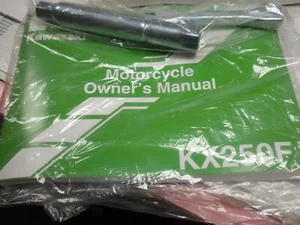 Kawasaki
Motorcycle
Owner's Manual
KX250F